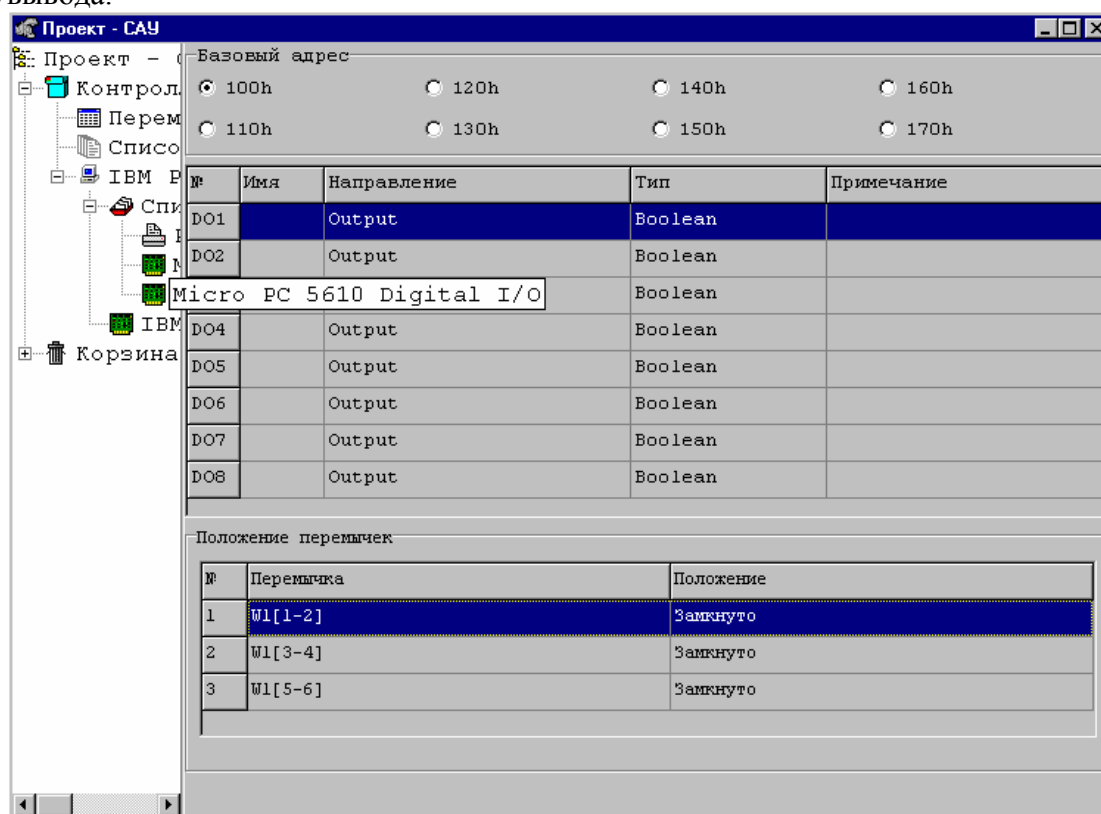 вывода.
Проект - САУ
Проект - 
Базовый адрес
Контрол
100h 120h 140h 160h
Перем
110h 130h 150h 170h
Списо
IBM P
№ Имя Направление Тип Примечание
Спи
DO1 Output Boolean
DO2 Output Boolean
Micro PC 5610 Digital I/O Boolean
IBM
DO4 Output Boolean
Корзина
DO5 Output Boolean
DO6 Output Boolean
DO7 Output Boolean
DO8 Output Boolean
Положение перемычек
№ Перемычка Положение
1 W1[1-2] Замкнуто
2 W1[3-4] Замкнуто
3 W1[5-6] Замкнуто